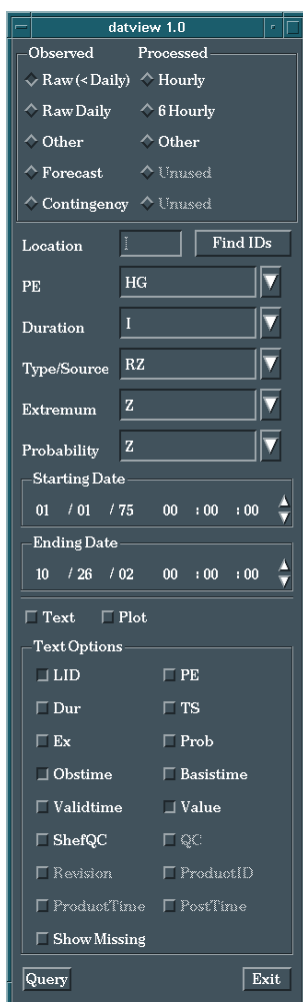 datview 1.0
Observed Processed
Raw (< Daily) Hourly
Raw Daily 6 Hourly
Other Other
Forecast Unused
Contingency Unused
Location Find IDs
PE HG
Duration I
Type/Source RZ
Extremum Z
Probability Z
Starting Date
01 / 01 / 75 00 : 00 : 00
Ending Date
10 / 26 / 02 00 : 00 : 00
Text Plot
Text Options
LID PE
Dur TS
Ex Prob
Obstime Basistime
Validtime Value
ShefQC QC
Revision ProductID
ProductTime PostTime
Show Missing
Query Exit